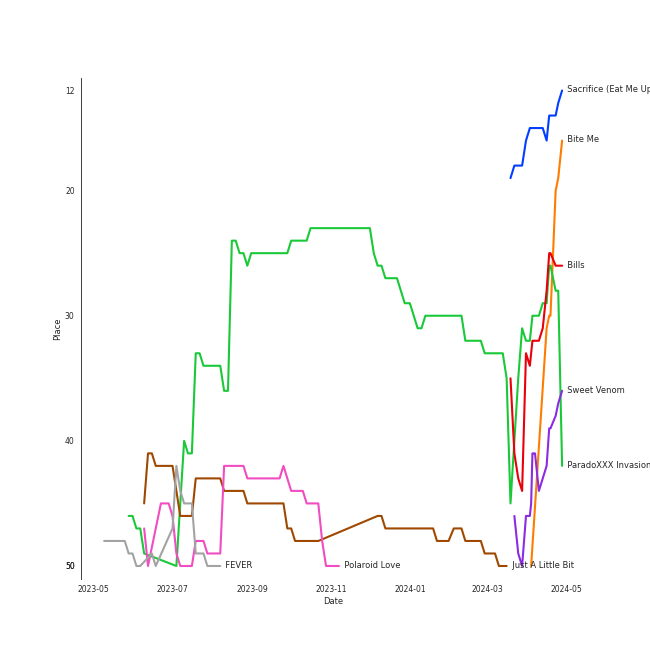 12
20
30
40
50
Place
2023-05
2023-07
2023-09
2023-11
2024-01
2024-03
2024-05
Date
Sacrifice (Eat Me Up
Bite Me
Bills
Sweet Venom
ParadoXXX Invasion
FEVER
Polaroid Love
Just A Little Bit